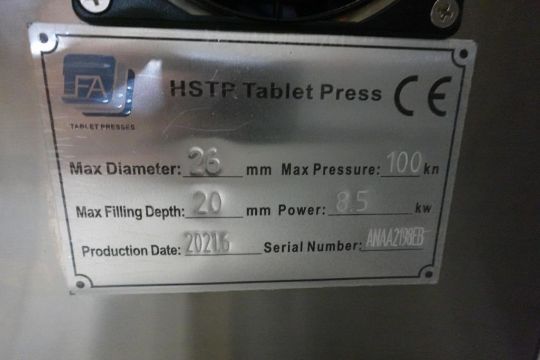 FA
TABLET PRESSES
HSTP Tablet Press CE
Max Diameter: 26 mm Max Pressure: 100 kn
Max Filling Depth: 20 mm Power: 8.5 kw
Production Date: 2021.6 Serial Number: ANAA2198EB